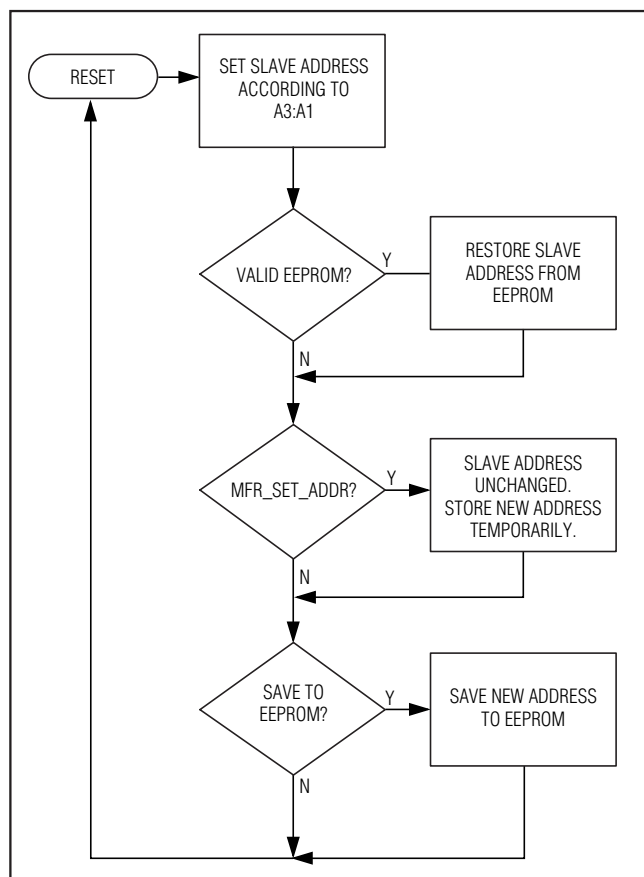 RESET
SET SLAVE ADDRESS
ACCORDING TO
A3:A1
VALID EEPROM?
Y
RESTORE SLAVE
ADDRESS FROM
EEPROM
N
MFR_SET_ADDR?
Y
SLAVE ADDRESS
UNCHANGED.
STORE NEW ADDRESS
TEMPORARILY.
N
SAVE TO
EEPROM?
Y
SAVE NEW ADDRESS
TO EEPROM
N